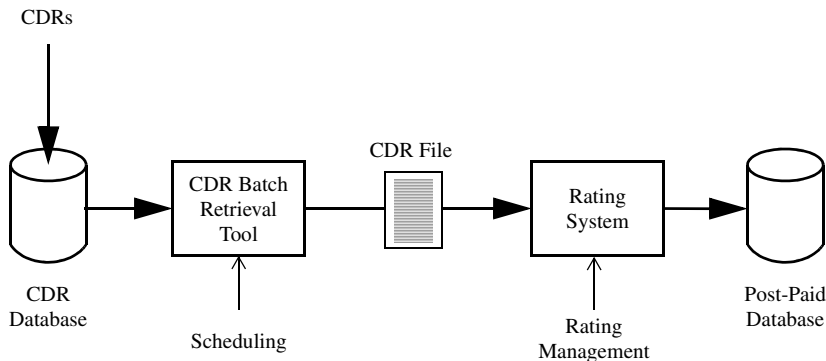 CDRs
CDR File
CDR Batch
Retrieval
Tool
Rating
System
CDR
Database
Scheduling
Rating
Management
Post-Paid
Database